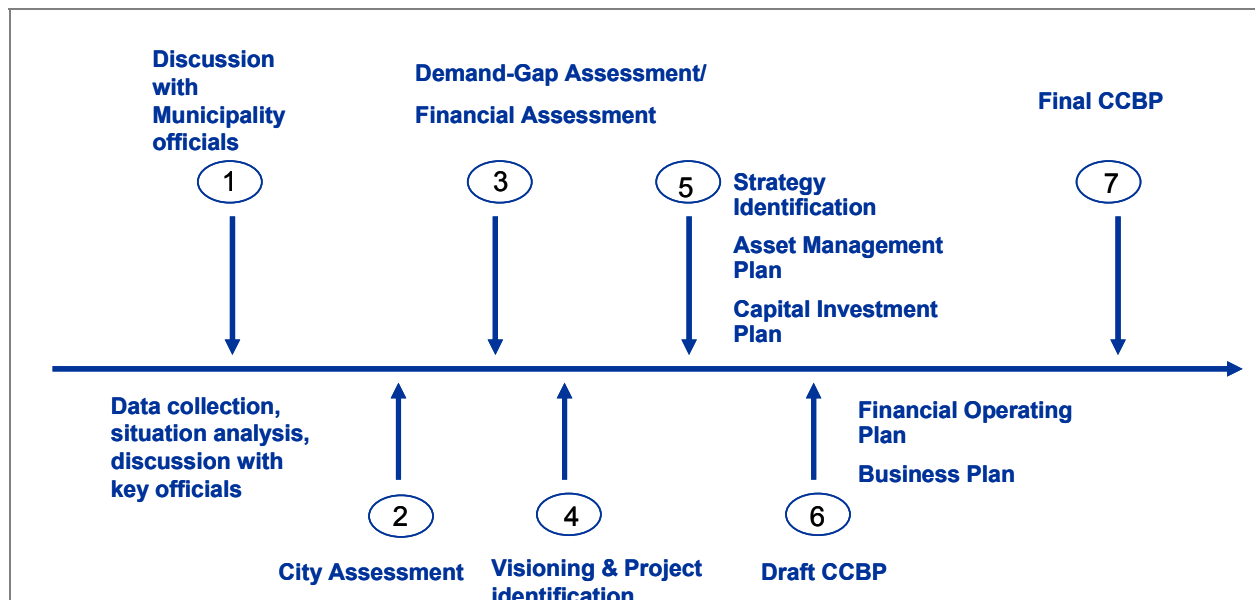 Discussion
with
Municipality
officials
1
Demand-Gap Assessment/
Financial Assessment
3
5
Strategy
Identification
Asset Management
Plan
Capital Investment
Plan
Final CCBP
7
Data collection,
situation analysis,
discussion with
key officials
2
City Assessment
4
Visioning & Project
identification
Financial Operating
Plan
Business Plan
6
Draft CCBP